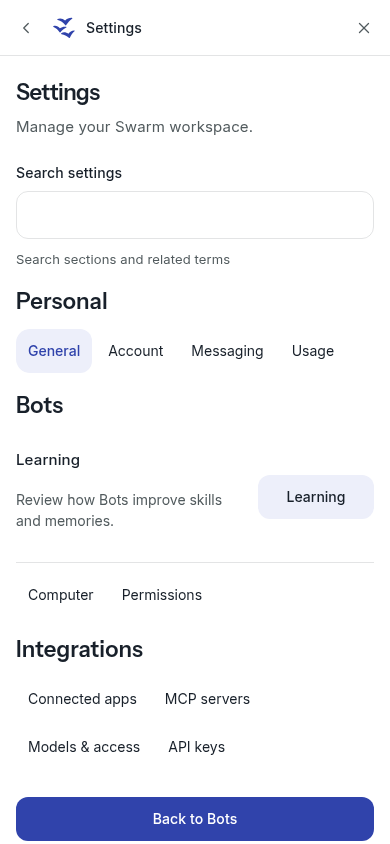 Settings
Settings
Manage your Swarm workspace.
Search settings
Search sections and related terms
Personal
General Account Messaging Usage
Bots
Learning
Review how Bots improve skills
and memories.
Learning
Computer Permissions
Integrations
Connected apps MCP servers
Models & access API keys
Back to Bots